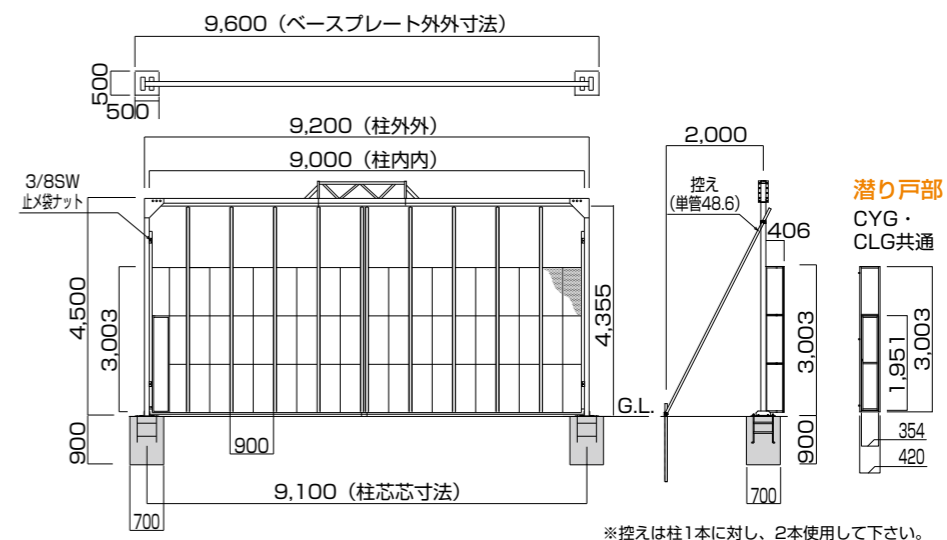 9,600（ベースプレート外外寸法）
500
500
9,200（柱外外）
9,000（柱内内）
3/8SW
止メ袋ナット
4,500
3,003
4,355
900
900
G.L.
9,100（柱芯芯寸法）
700
2,000
控え
（単管48.6）
406
3,003
900
700
潜り戸部
CYG・
CLG共通
1,951
3,003
354
420
※控えは柱1本に対し、2本使用して下さい。